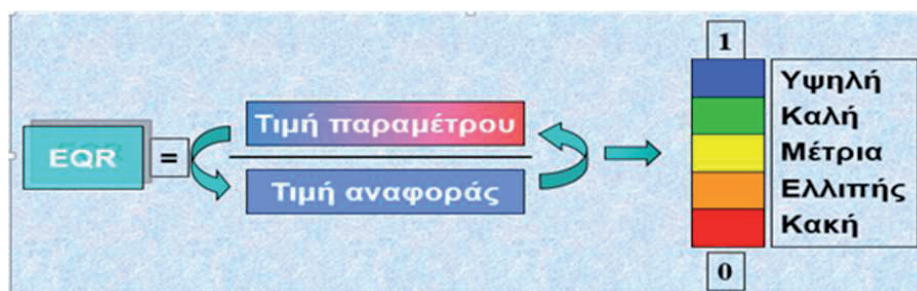 EQR
=
Τιμή παραμέτρου
Τιμή αναφοράς
1
Υψηλή
Καλή
Μέτρια
Ελλιπής
Κακή
0